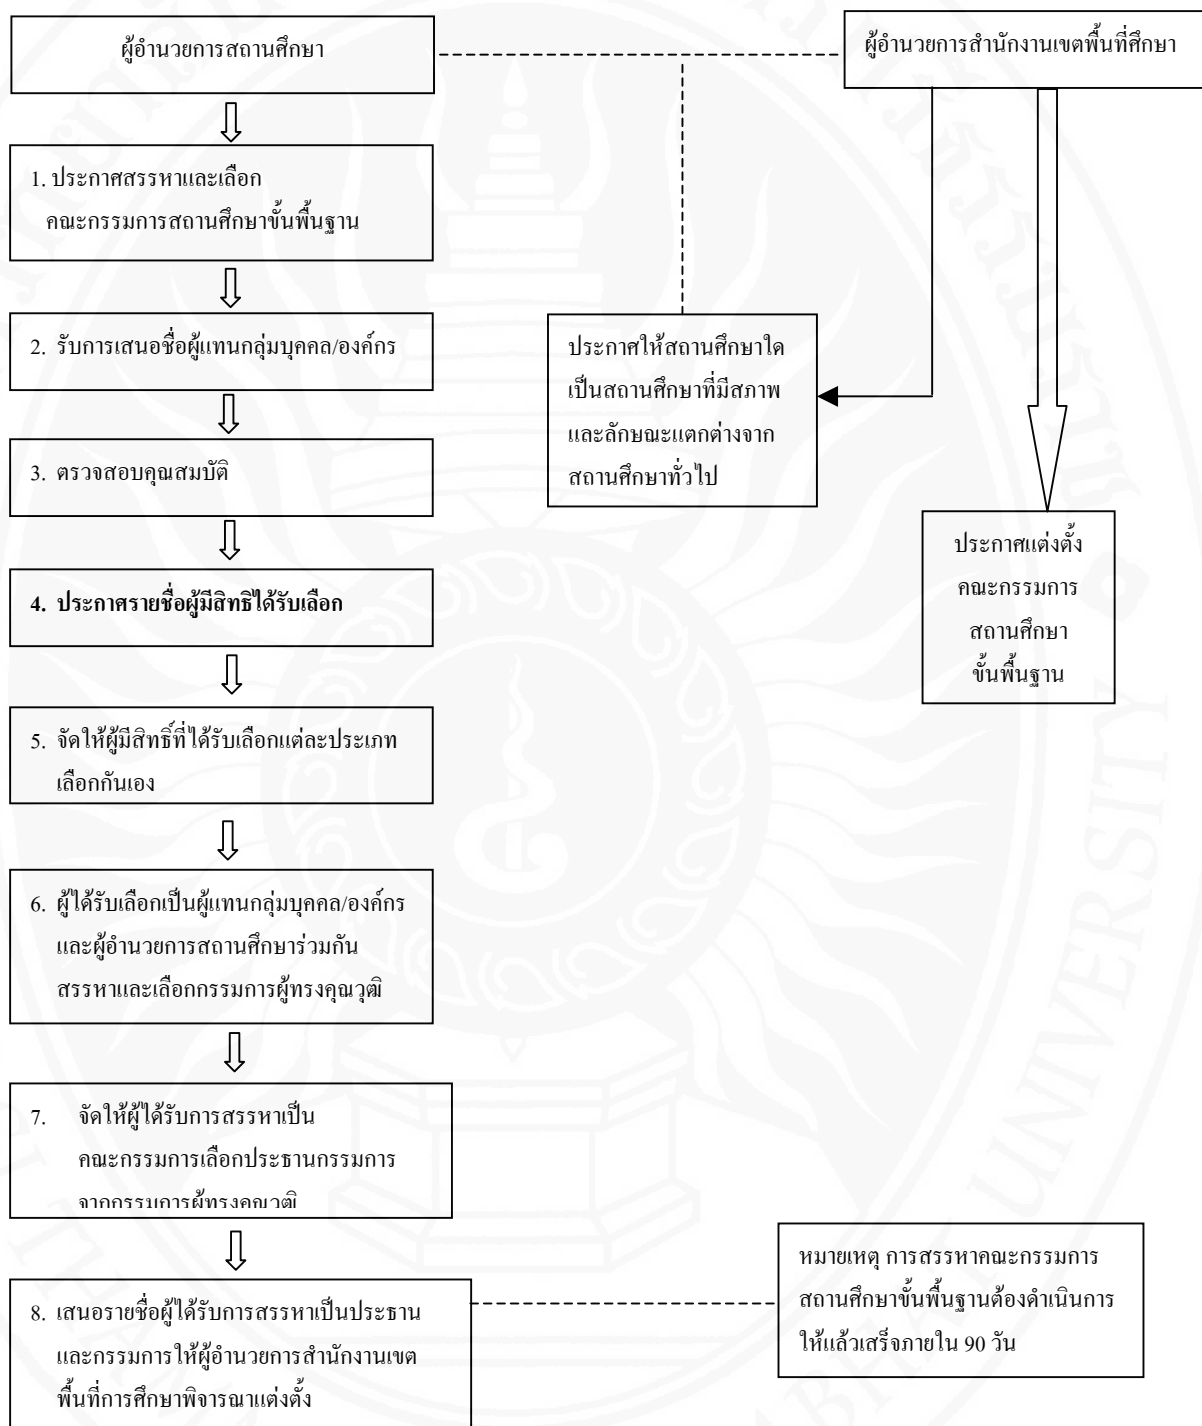 ผู้อำนวยการสถานศึกษา
ผู้อำนวยการสำนักงานเขตพื้นที่ศึกษา
1. ประกาศสรรหาและเลือก
คณะกรรมการสถานศึกษาขั้นพื้นฐาน
2. รับการเสนอชื่อผู้แทนกลุ่มบุคคล/องค์กร
3. ตรวจสอบคุณสมบัติ
4. ประกาศรายชื่อผู้มีสิทธิได้รับเลือก
5. จัดให้ผู้มีสิทธิ์ที่ได้รับเลือกแต่ละประเภท
เลือกกันเอง
6. ผู้ได้รับเลือกเป็นผู้แทนกลุ่มบุคคล/องค์กร
และผู้อำนวยการสถานศึกษาร่วมกัน
สรรหาและเลือกกรรมการผู้ทรงคุณวุฒิ
7. จัดให้ผู้ได้รับการสรรหาเป็น
คณะกรรมการเลือกประธานกรรมการ
จากกรรมการผู้ทรงคุณวุฒิ
8. เสนอรายชื่อผู้ได้รับการสรรหาเป็นประธาน
และกรรมการให้ผู้อำนวยการสำนักงานเขต
พื้นที่การศึกษาพิจารณาแต่งตั้ง
ประกาศให้สถานศึกษาใด
เป็นสถานศึกษาที่มีสภาพ
และลักษณะแตกต่างจาก
สถานศึกษาทั่วไป
ประกาศแต่งตั้ง
คณะกรรมการ
สถานศึกษา
ขั้นพื้นฐาน
หมายเหตุ การสรรหาคณะกรรมการ
สถานศึกษาขั้นพื้นฐานต้องดำเนินการ
ให้แล้วเสร็จภายใน 90 วัน
UNIVERSITY